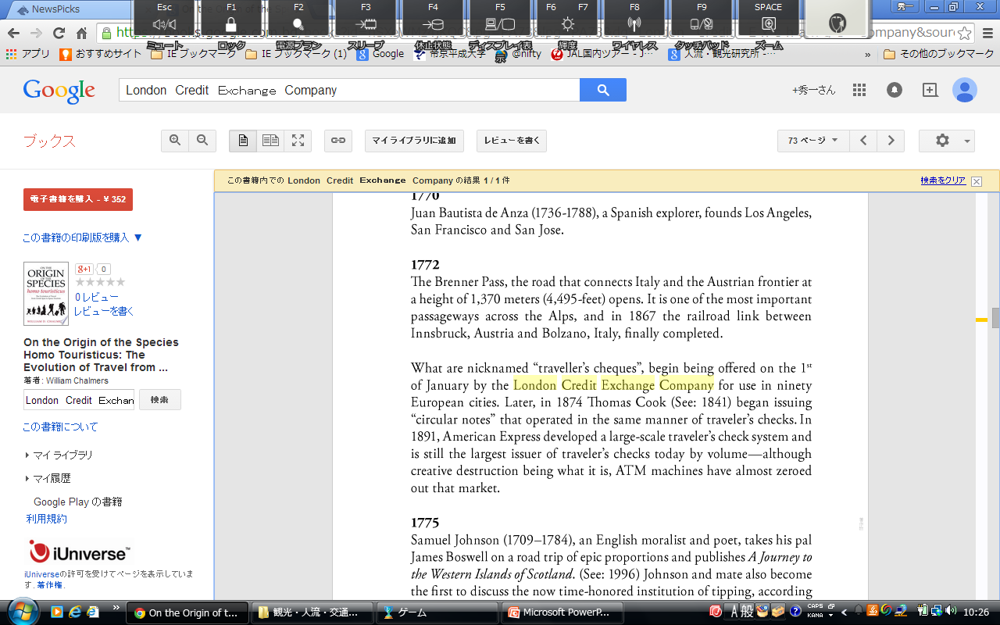 NewsPicks
Esc
F1
F2
F3
F4
F5
F6
F7
F8
F9
SPACE
ミュート
ロック
電源プラン
スリープ
休止状態
ディスプレイ表示
輝度
ワイヤレス
タッチパッド
ズーム
秀一
company&sour
アプリ
おすすめサイト
IE ブックマーク
IE ブックマーク (1)
Google
市京平成大学
@nifty
JAL国内ツアー - J…
人流・観光研究所 -…
»
その他のブックマーク
Google
London Credit Exchange Company
+秀一さん
ブックス
マイライブラリに追加
レビューを書く
73 ページ
この書籍内での London Credit Exchange Company の結果 1 / 1 件
検索をクリア
電子書籍を購入 - ¥ 352
この書籍の印刷版を購入 ▼
ON THE
ORIGIN
OF THE
SPECIES
homo touristicus
WILLIAM D. CHALMERS
g+1
0
0 レビュー
レビューを書く
On the Origin of the Species
Homo Touristicus: The
Evolution of Travel from ...
著者: William Chalmers
London Credit Exchan
検索
この書籍について
マイ ライブラリ
マイ履歴
Google Play の書籍
利用規約
iUniverse™
iUniverseの許可を受けてページを表示しています.著作権.
1770
Juan Bautista de Anza (1736-1788), a Spanish explorer, founds Los Angeles,
San Francisco and San Jose.
1772
The Brenner Pass, the road that connects Italy and the Austrian frontier at
a height of 1,370 meters (4,495-feet) opens. It is one of the most important
passageways across the Alps, and in 1867 the railroad link between
Innsbruck, Austria and Bolzano, Italy, finally completed.
What are nicknamed “traveller’s cheques”, begin being offered on the 1st
of January by the London Credit Exchange Company for use in ninety
European cities. Later, in 1874 Thomas Cook (See: 1841) began issuing
“circular notes” that operated in the same manner of traveler’s checks. In
1891, American Express developed a large-scale traveler’s check system and
is still the largest issuer of traveler’s checks today by volume—although
creative destruction being what it is, ATM machines have almost zeroed
out that market.
1775
Samuel Johnson (1709–1784), an English moralist and poet, takes his pal
James Boswell on a road trip of epic proportions and publishes A Journey to
the Western Islands of Scotland. (See: 1996) Johnson and mate also become
the first to discuss the now time-honored institution of tipping, according
»
On the Origin of t...
観光・人流・交通...
ゲーム
Microsoft PowerP...
A 般
CAPS
KANA
10:26